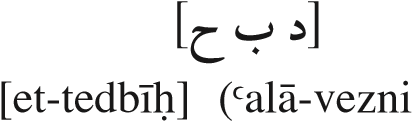 [د ب ح]
[et-tedbīḥ] (ʿalā-vezni